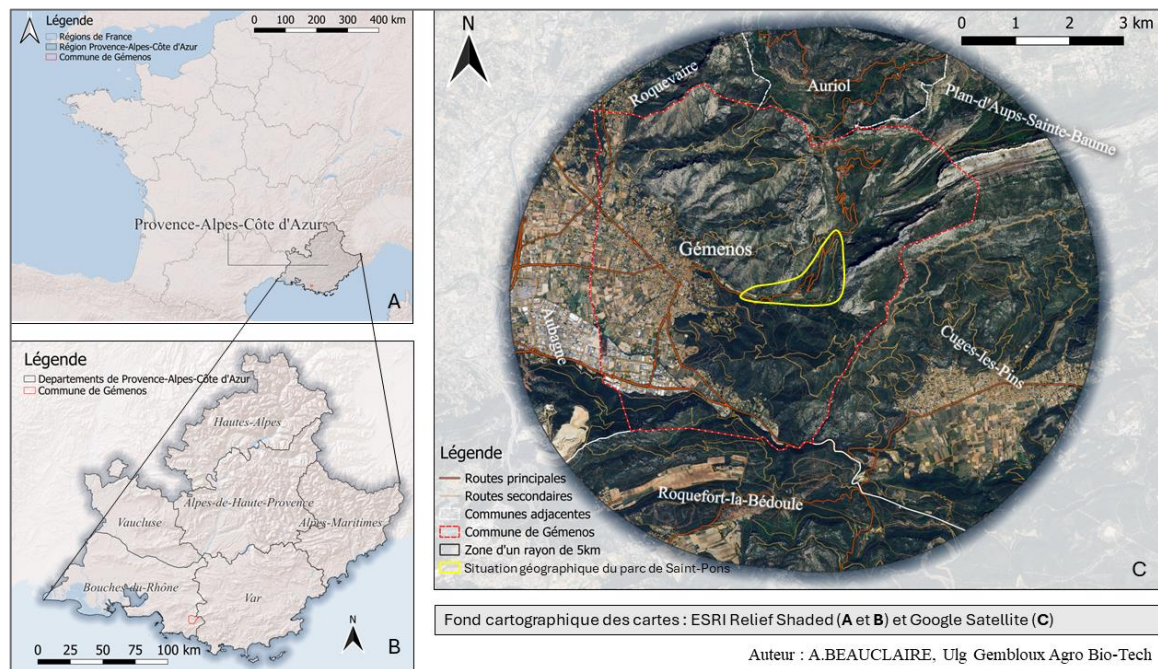 Légende
Régions de France
Région Provence-Alpes-Côte d'Azur
Commune de Gémenos
0 100 200 300 400 km
Provence-Alpes-Côte d'Azur
A
Légende
Departements de Provence-Alpes-Côte d'Azur
Commune de Gémenos
Hautes-Alpes
Alpes-de-Haute-Provence
Alpes-Maritimes
Vaucluse
Bouches-du-Rhône
Var
0 25 50 75 100 km
N
B
N
0 1 2 3 km
Roquevaire
Auriol
Plan-d'Aups-Sainte-Baume
Gémenos
Aubagne
Cuges-les-Pins
Roquefort-la-Bédoule
Légende
Routes principales
Routes secondaires
Communes adjacentes
Commune de Gémenos
Zone d'un rayon de 5km
Situation géographique du parc de Saint-Pons
C
Fond cartographique des cartes : ESRI Relief Shaded (A et B) et Google Satellite (C)
Auteur : A.BEAUCLAIRE, Ulg Gembloux Agro Bio-Tech